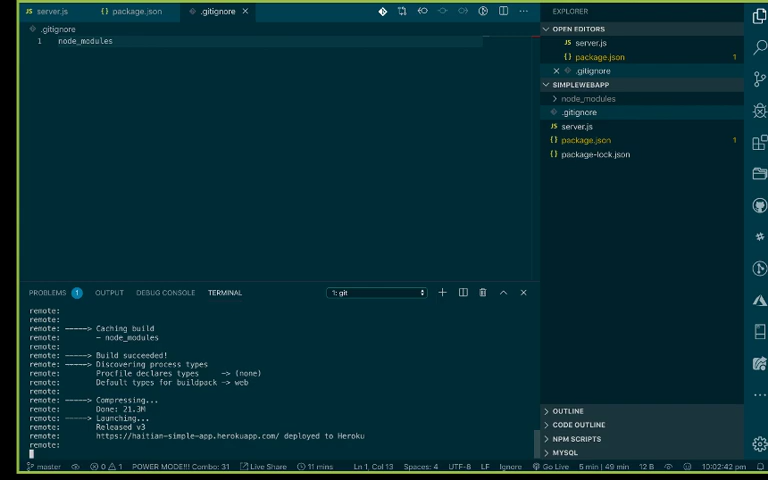 JS server.js
{} package.json
.gitignore
EXPLORER
.gitignore
1 node_modules
OPEN EDITORS
JS server.js
{} package.json 1
.gitignore
SIMPLEWEBAPP
node_modules
.gitignore
JS server.js
{} package.json 1
{} package-lock.json
PROBLEMS 1 OUTPUT DEBUG CONSOLE TERMINAL 1: git
remote:
remote:
remote: -----> Caching build
remote: - node_modules
remote:
remote: -----> Build succeeded!
remote: -----> Discovering process types
remote: Procfile declares types -> (none)
remote: Default types for buildpack -> web
remote:
remote: -----> Compressing...
remote: Done: 21.3M
remote: -----> Launching...
remote: Released v3
remote: https://haitian-simple-app.herokuapp.com/ deployed to Heroku
remote:
OUTLINE
CODE OUTLINE
NPM SCRIPTS
MYSQL
master 0 1 POWER MODE!!! Combo: 31 Live Share 11 mins Ln 1, Col 13 Spaces: 4 UTF-8 LF Ignore Go Live 5 min | 49 min 12 B 10:02:42 pm